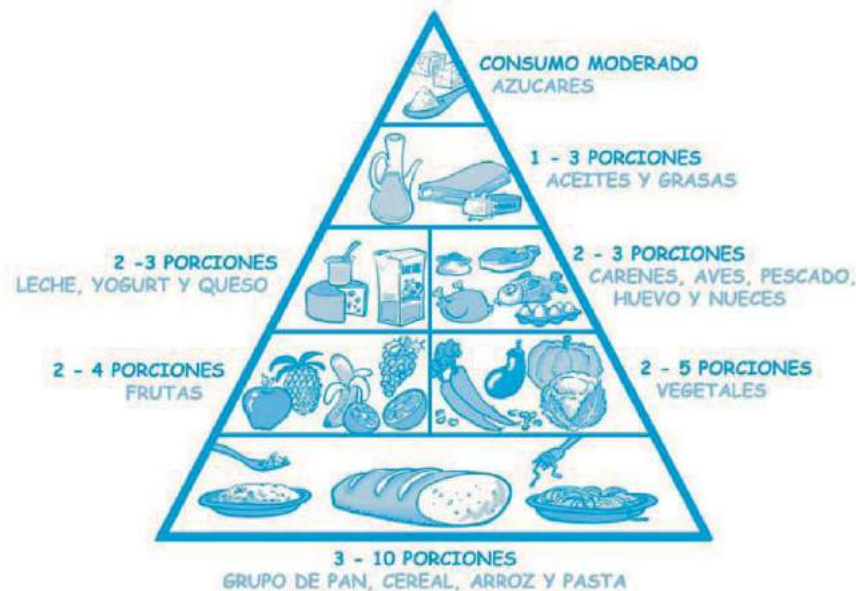 CONSUMO MODERADO
AZUCARES
1 - 3 PORCIONES
ACEITES Y GRASAS
2 -3 PORCIONES
LECHE, YOGURT Y QUESO
2 - 3 PORCIONES
CARENES, AVES, PESCADO,
HUEVO Y NUECES
2 - 4 PORCIONES
FRUTAS
2 - 5 PORCIONES
VEGETALES
3 - 10 PORCIONES
GRUPO DE PAN, CEREAL, ARROZ Y PASTA